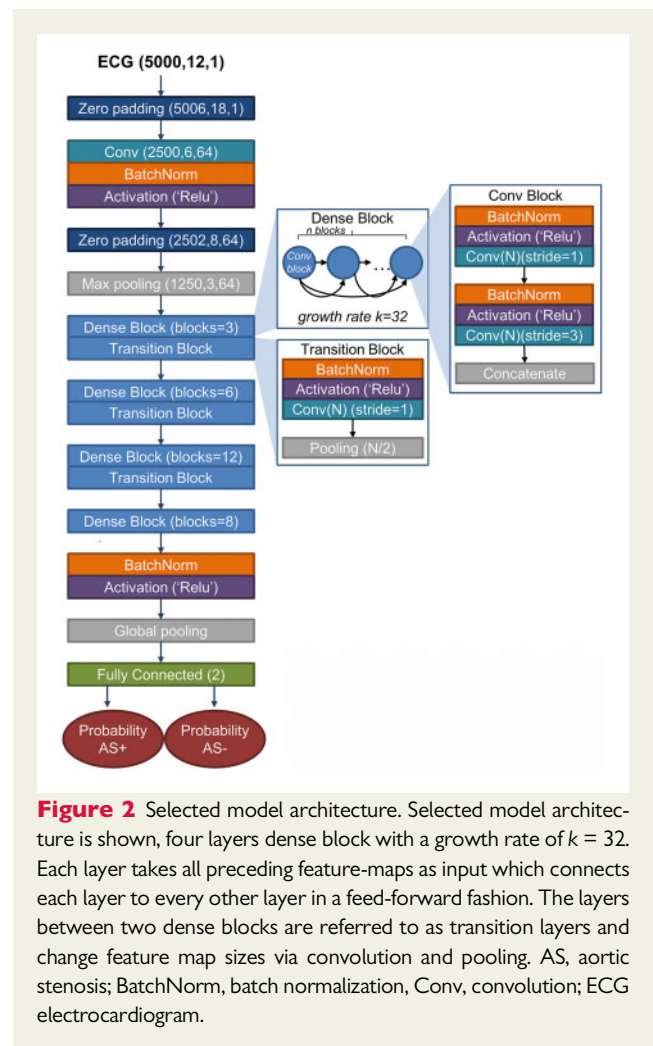 ECG (5000,12,1)
Zero padding (5006,18,1)
Conv (2500,6,64)
BatchNorm
Activation ('Relu')
Zero padding (2502,8,64)
Max pooling (1250,3,64)
Dense Block (blocks=3)
Transition Block
Dense Block (blocks=6)
Transition Block
Dense Block (blocks=12)
Transition Block
Dense Block (blocks=8)
BatchNorm
Activation ('Relu')
Global pooling
Fully Connected (2)
Probability
AS+
Probability
AS-
Dense Block
n blocks
Conv
block
...
growth rate k=32
Transition Block
BatchNorm
Activation ('Relu')
Conv(N) (stride=1)
Pooling (N/2)
Conv Block
BatchNorm
Activation ('Relu')
Conv(N)(stride=1)
BatchNorm
Activation ('Relu')
Conv(N)(stride=3)
Concatenate
Figure 2 Selected model architecture. Selected model architec-
ture is shown, four layers dense block with a growth rate of k = 32.
Each layer takes all preceding feature-maps as input which connects
each layer to every other layer in a feed-forward fashion. The layers
between two dense blocks are referred to as transition layers and
change feature map sizes via convolution and pooling. AS, aortic
stenosis; BatchNorm, batch normalization, Conv, convolution; ECG
electrocardiogram.